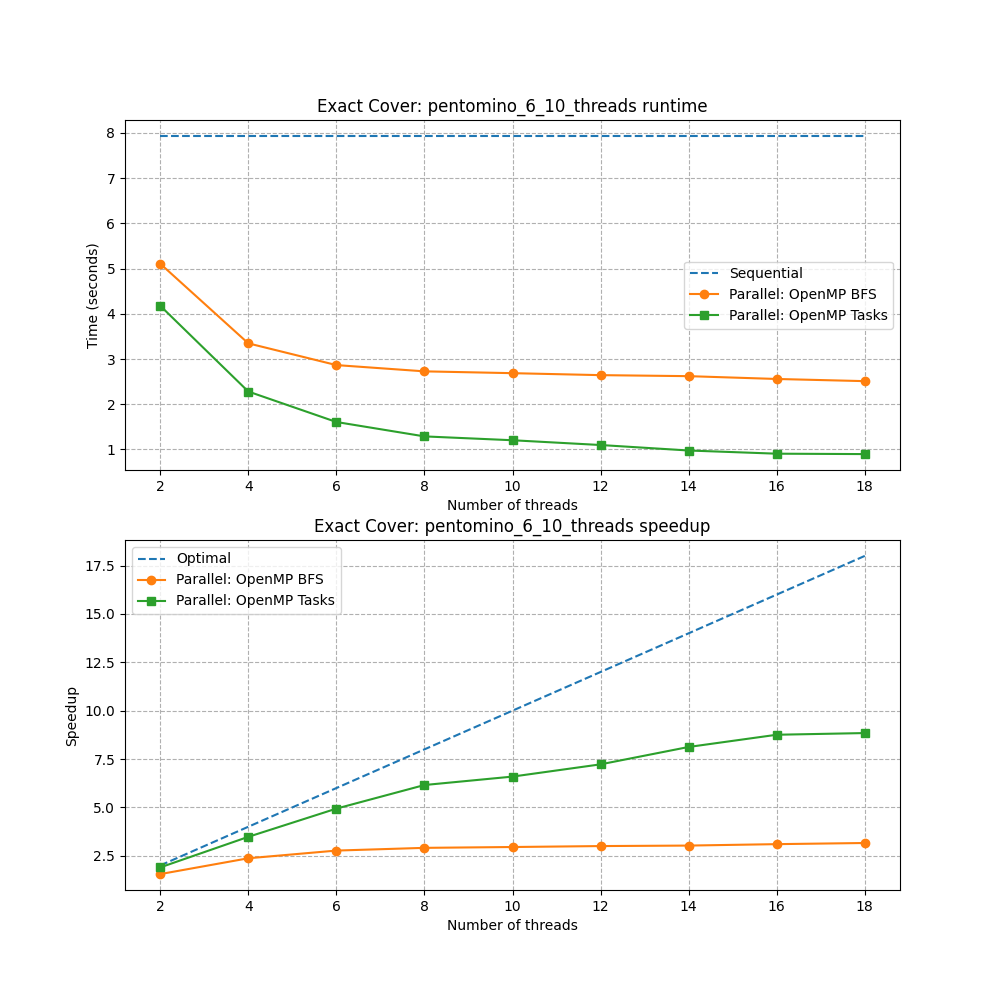 Exact Cover: pentomino_6_10_threads runtime
8
7
6
5
4
3
2
1
Time (seconds)
Sequential
Parallel: OpenMP BFS
Parallel: OpenMP Tasks
2 4 6 8 10 12 14 16 18
Number of threads
Exact Cover: pentomino_6_10_threads speedup
Optimal
Parallel: OpenMP BFS
Parallel: OpenMP Tasks
17.5
15.0
12.5
10.0
7.5
5.0
2.5
Speedup
2 4 6 8 10 12 14 16 18
Number of threads